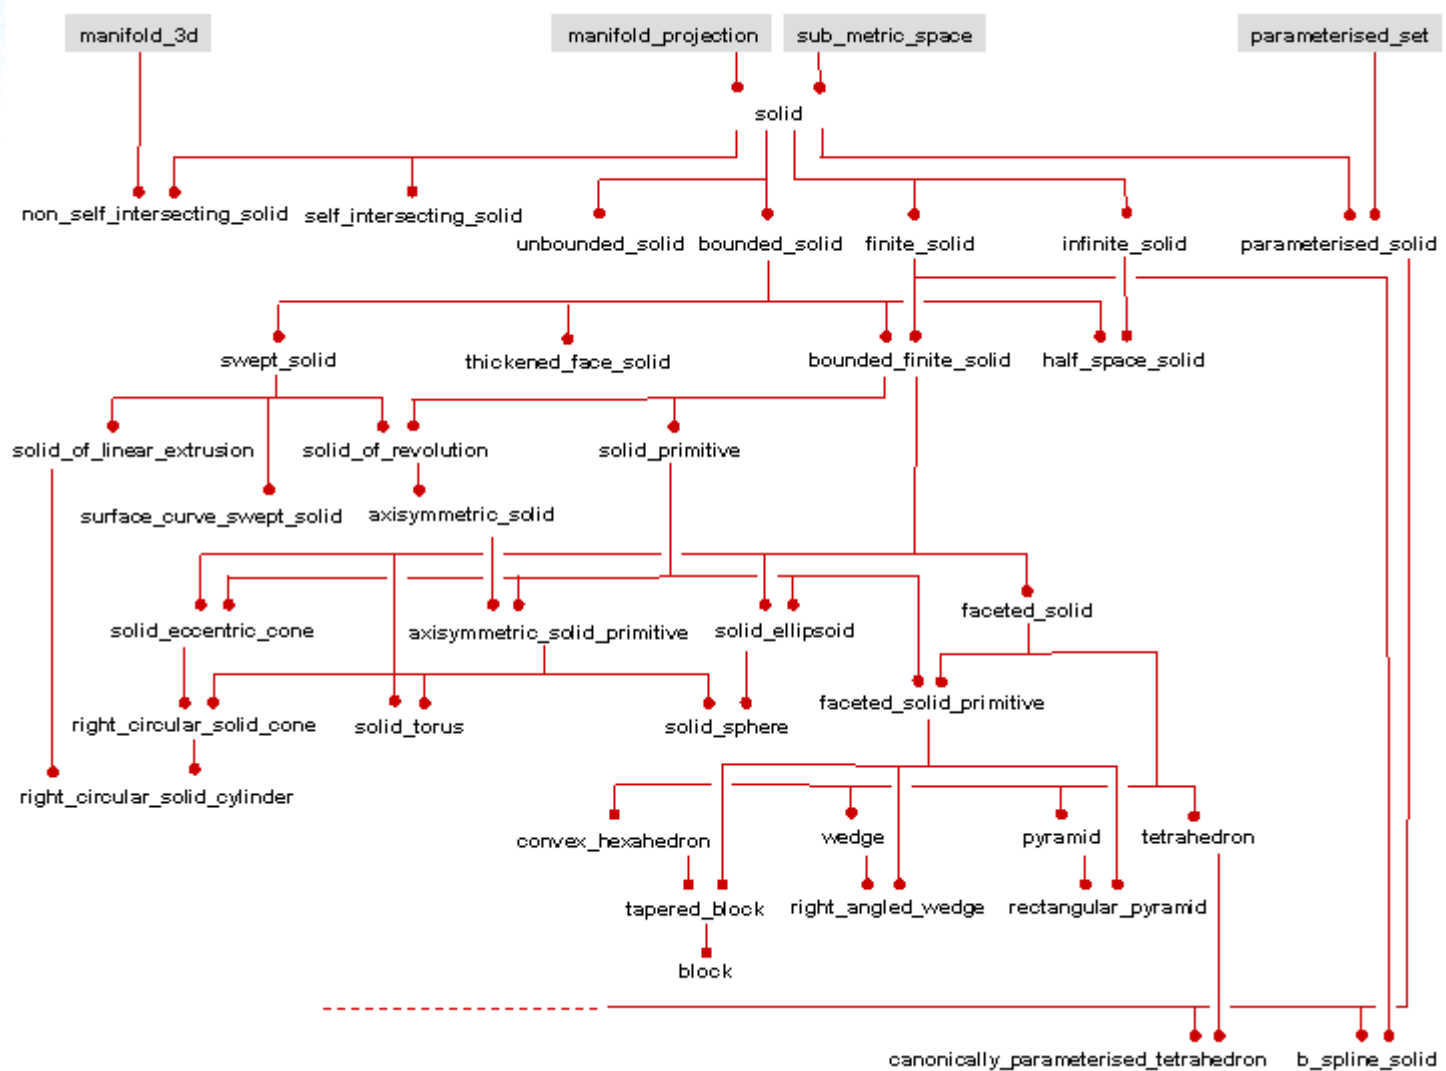 manifold_3d
manifold_projection
sub_metric_space
parameterised_set
solid
non_self_intersecting_solid
self_intersecting_solid
unbounded_solid
bounded_solid
finite_solid
infinite_solid
parameterised_solid
swept_solid
thickened_face_solid
bounded_finite_solid
half_space_solid
solid_of_linear_extrusion
solid_of_revolution
solid_primitive
surface_curve_swept_solid
axisymmetric_solid
solid_eccentric_cone
axisymmetric_solid_primitive
solid_ellipsoid
faceted_solid
right_circular_solid_cone
solid_torus
solid_sphere
faceted_solid_primitive
right_circular_solid_cylinder
convex_hexahedron
wedge
pyramid
tetrahedron
tapered_block
right_angled_wedge
rectangular_pyramid
block
canonically_parameterised_tetrahedron
b_spline_solid